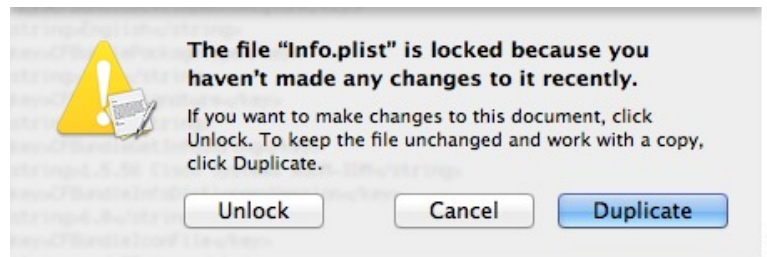 The file “Info.plist” is locked because you
haven’t made any changes to it recently.
If you want to make changes to this document, click
Unlock. To keep the file unchanged and work with a copy,
click Duplicate.
Unlock
Cancel
Duplicate